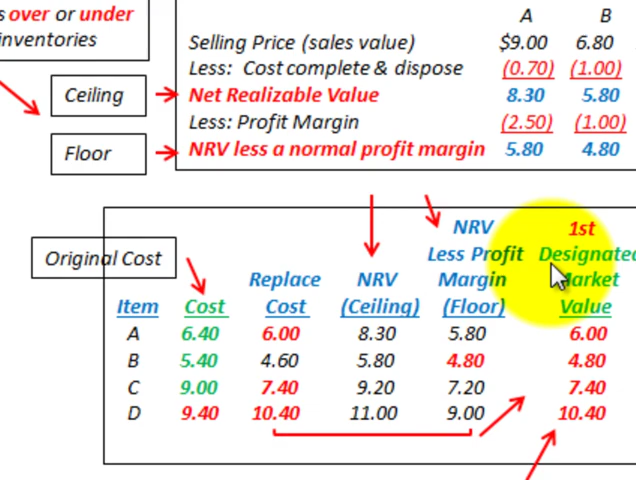 s over or under
inventories
A B
Selling Price (sales value) $9.00 6.80
Less: Cost complete & dispose (0.70) (1.00)
Ceiling Net Realizable Value 8.30 5.80
Less: Profit Margin (2.50) (1.00)
Floor NRV less a normal profit margin 5.80 4.80
NRV 1st
Original Cost Less Profit Designated
Replace NRV Margin Market
Item Cost Cost (Ceiling) (Floor) Value
A 6.40 6.00 8.30 5.80 6.00
B 5.40 4.60 5.80 4.80 4.80
C 9.00 7.40 9.20 7.20 7.40
D 9.40 10.40 11.00 9.00 10.40